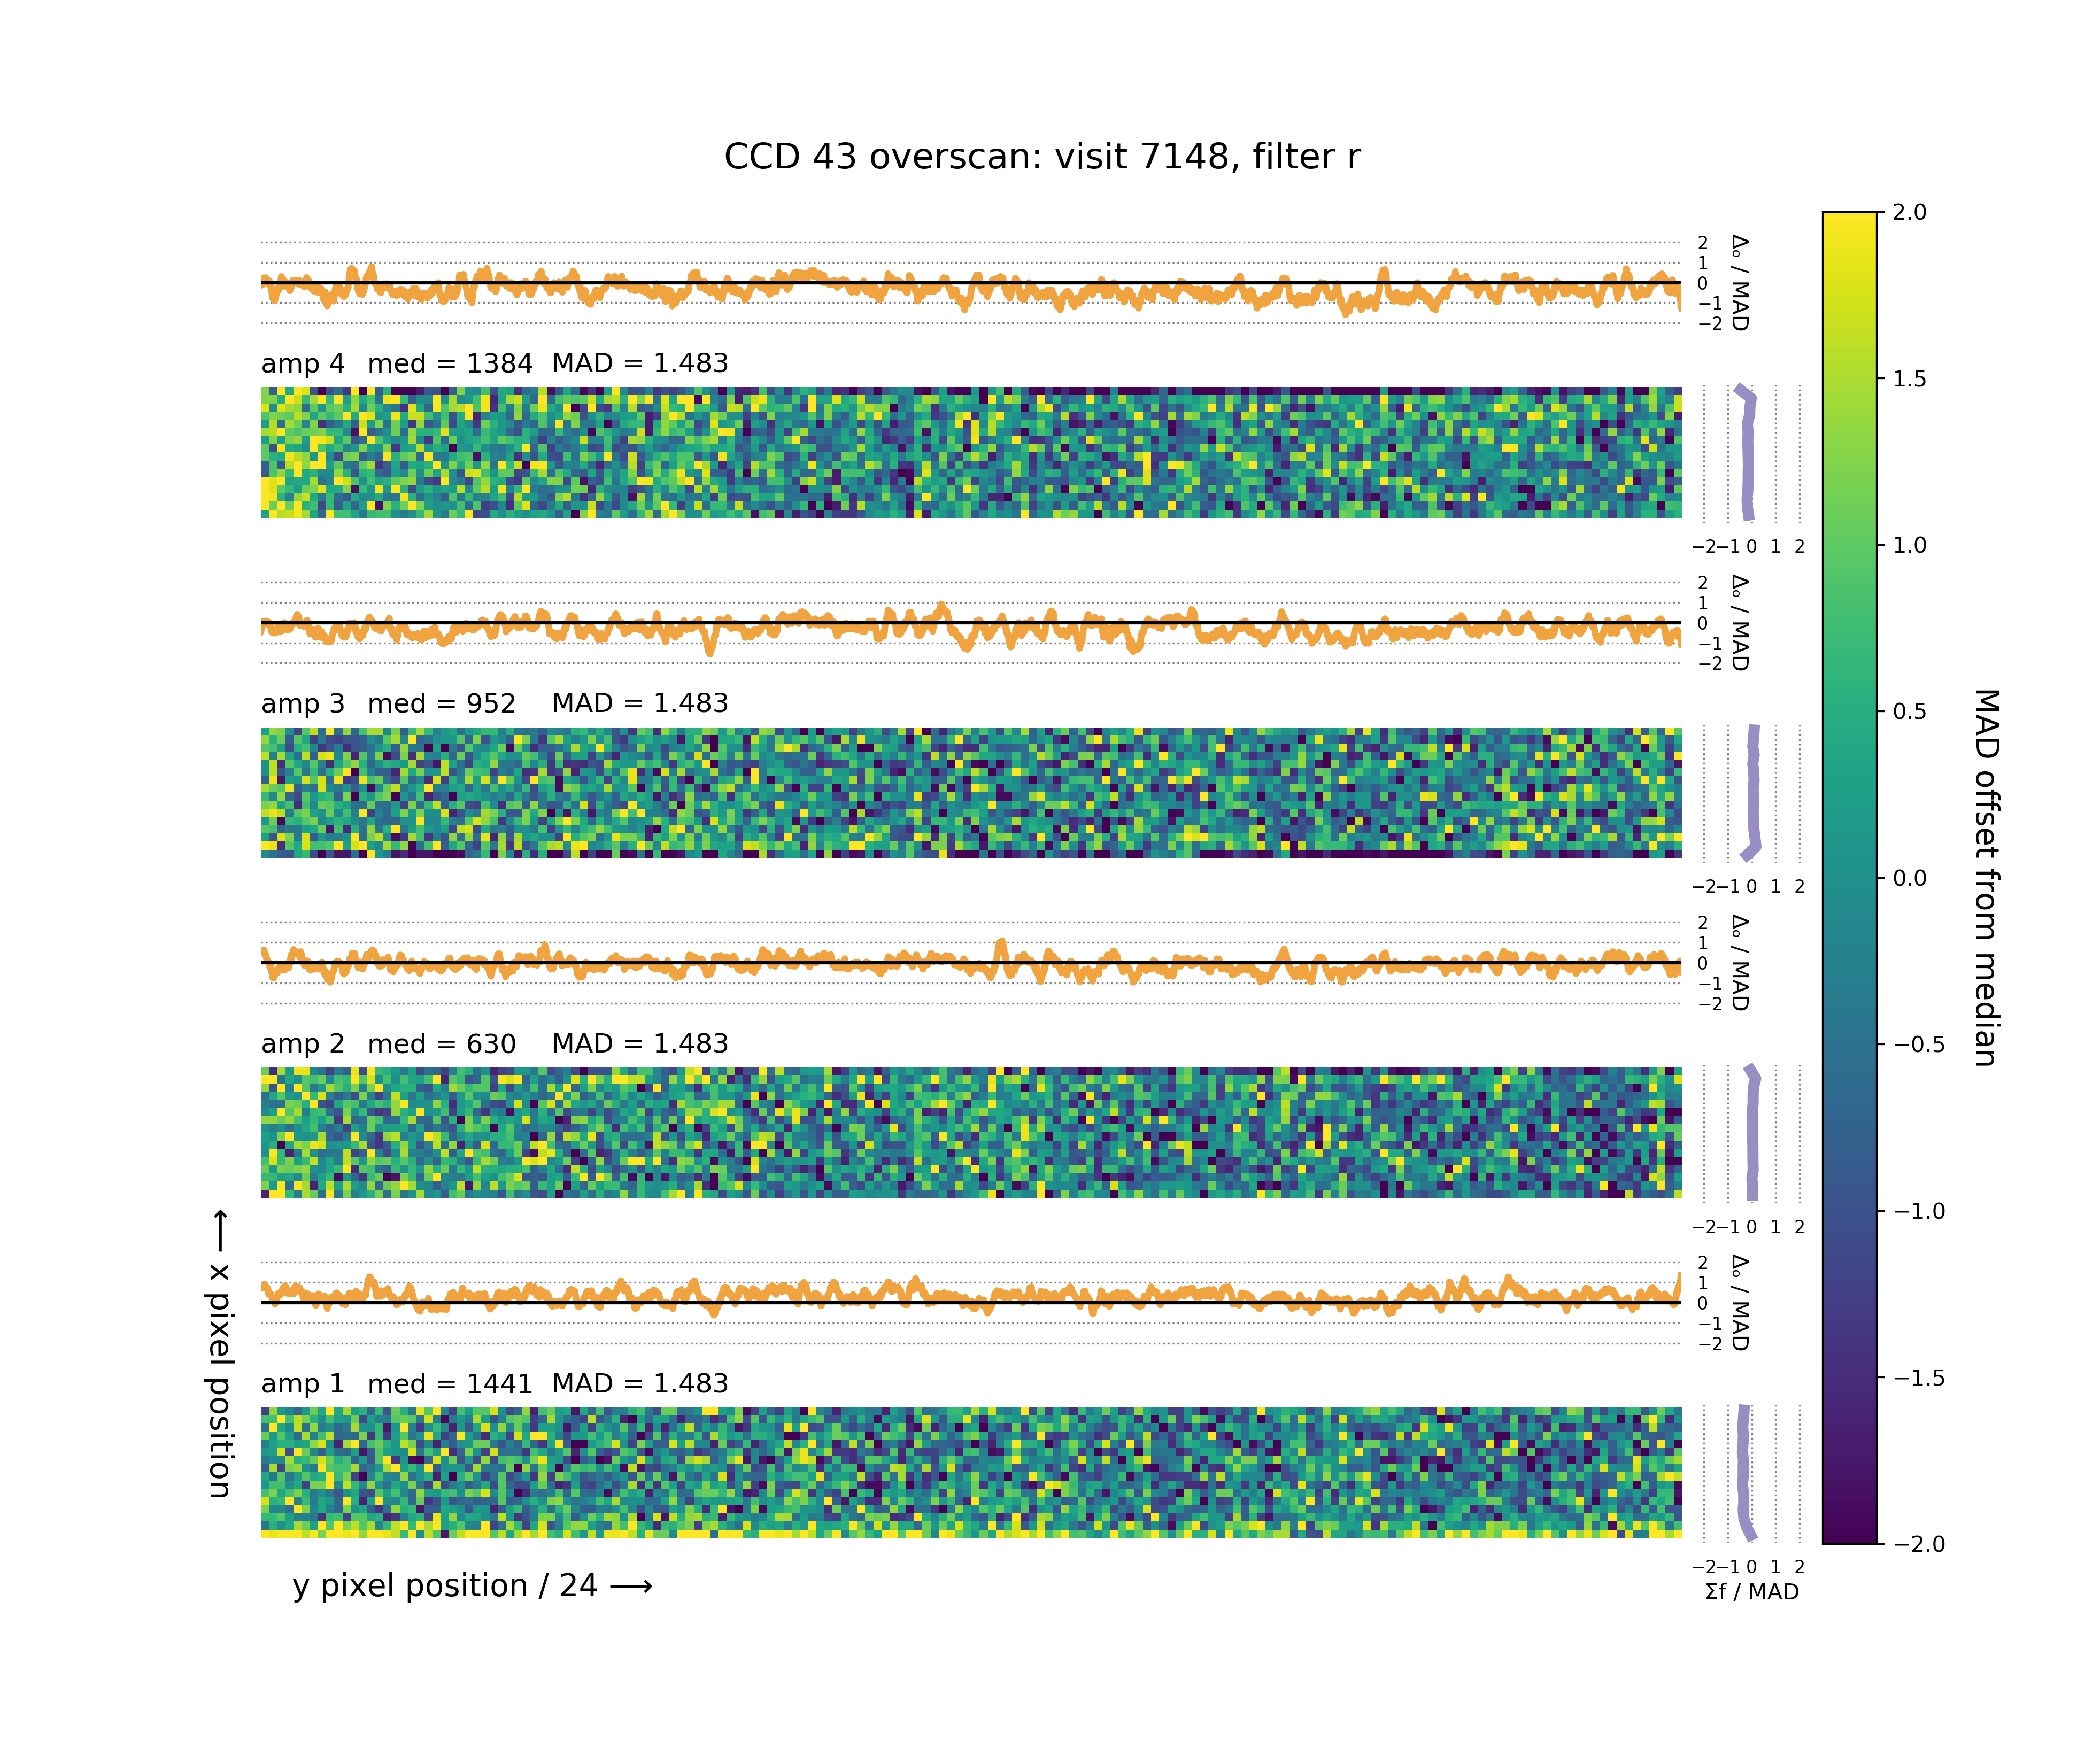 CCD 43 overscan: visit 7148, filter r
2
1
0
−1
−2
Δₒ / MAD
amp 4 med = 1384 MAD = 1.483
−2−1 0 1 2
2
1
0
−1
−2
Δₒ / MAD
amp 3 med = 952 MAD = 1.483
−2−1 0 1 2
2
1
0
−1
−2
Δₒ / MAD
amp 2 med = 630 MAD = 1.483
−2−1 0 1 2
2
1
0
−1
−2
Δₒ / MAD
amp 1 med = 1441 MAD = 1.483
−2−1 0 1 2
Σf / MAD
y pixel position / 24 ⟶
⟵ x pixel position
2.0
1.5
1.0
0.5
0.0
−0.5
−1.0
−1.5
−2.0
MAD offset from median